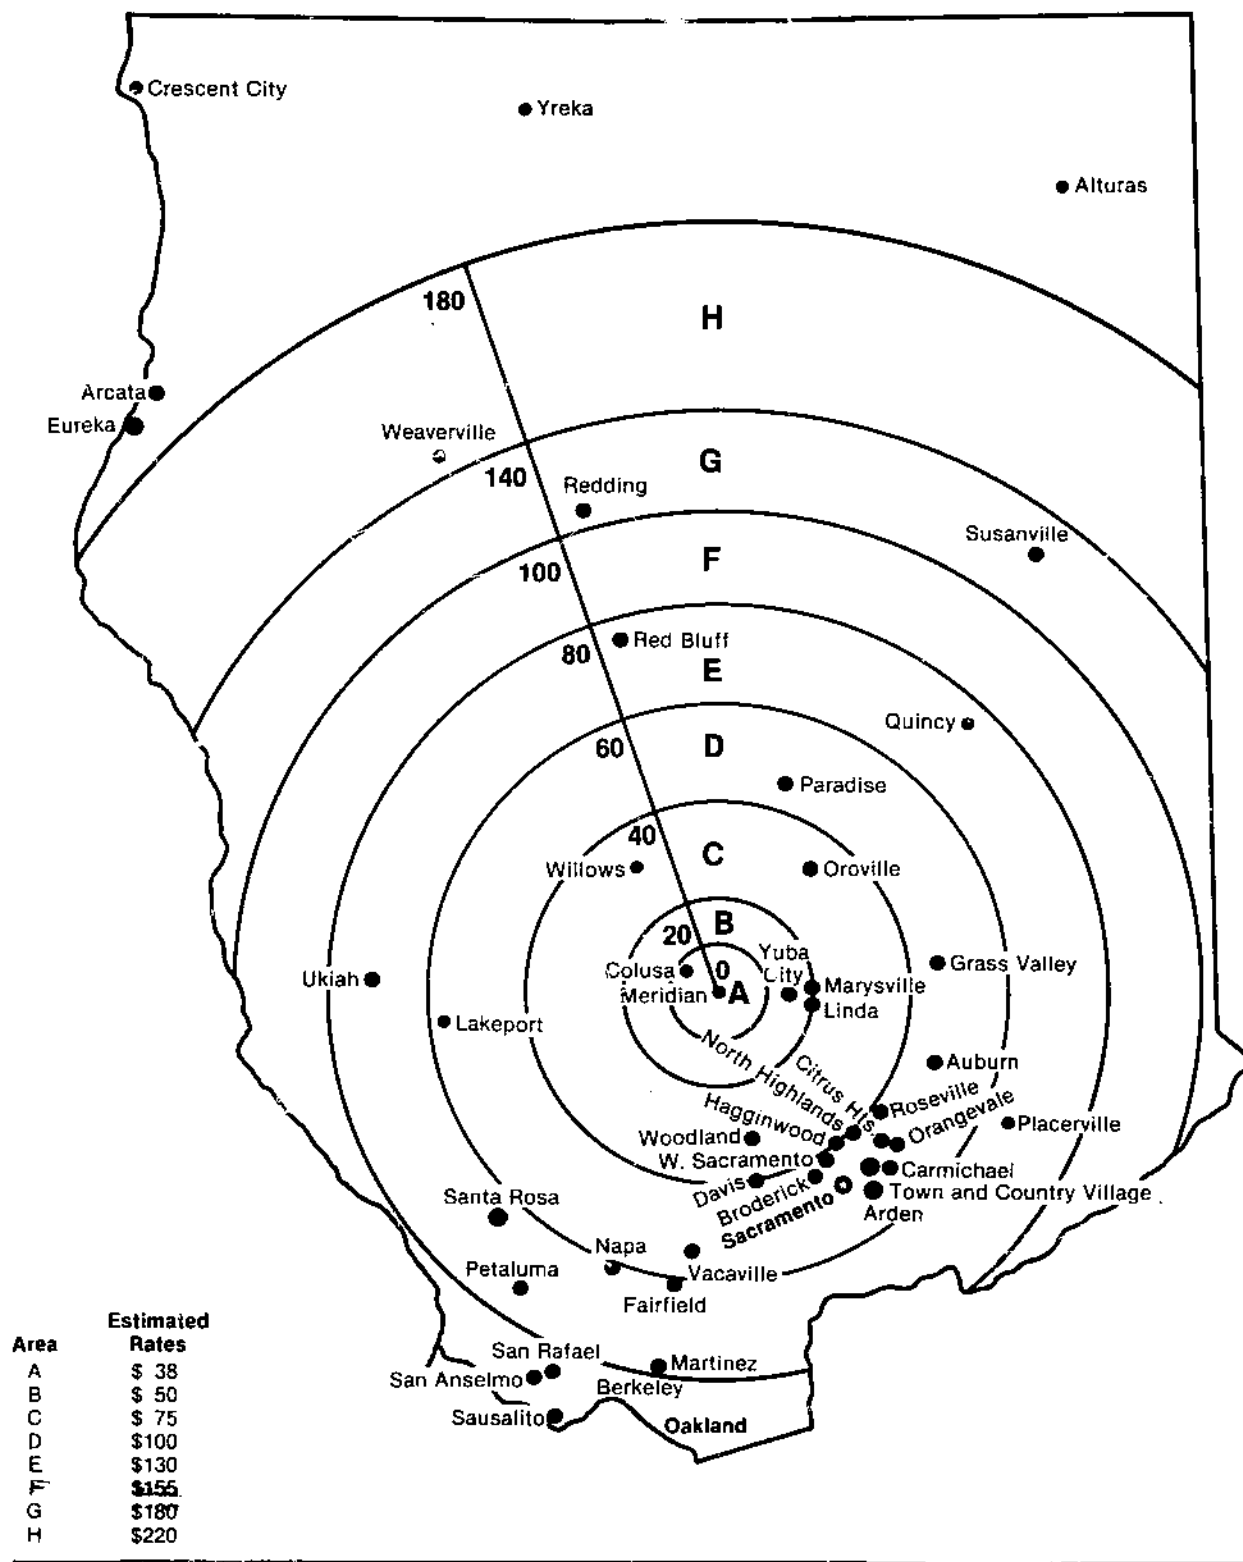 Crescent City
Yreka
Alturas
180
H
Arcata
Eureka
Weaverville
140
G
Redding
Susanville
100
F
80
Red Bluff
E
Quincy
60
D
Paradise
40
C
Willows
Oroville
B
20
Yuba
City
Colusa
0
Grass Valley
Ukiah
Meridian
A
Marysville
Linda
Lakeport
North Highlands
Citrus Hts.
Auburn
Hagginwood
Roseville
Orangevale
Placerville
Woodland
W. Sacramento
Carmichael
Davis
Broderick
Sacramento
Town and Country Village
Arden
Santa Rosa
Napa
Petaluma
Vacaville
Fairfield
San Rafael
Martinez
San Anselmo
Berkeley
Sausalito
Oakland
Estimated
Area Rates
A $ 38
B $ 50
C $ 75
D $100
E $130
F $155
G $180
H $220